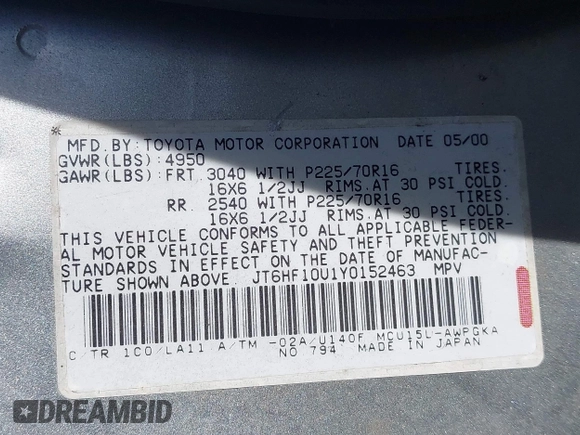 MFD.BY:TOYOTA MOTOR CORPORATION DATE 05/00
GVWR(LBS):4950
GAWR(LBS):FRT 3040 WITH P225/70R16 TIRES.
16X6 1/2JJ RIMS.AT 30 PSI COLD.
RR 2540 WITH P225/70R16 TIRES.
16X6 1/2JJ RIMS.AT 30 PSI COLD.
THIS VEHICLE CONFORMS TO ALL APPLICABLE FEDER-
AL MOTOR VEHICLE SAFETY AND THEFT PREVENTION
STANDARDS IN EFFECT ON THE DATE OF MANUFAC-
TURE SHOWN ABOVE. JT6HF10U1Y0152463 MPV
C/TR 1C0/LA11 A/TM -02A/U140F MCU15L-AWPGKA
NO 794 MADE IN JAPAN
DREAMBID